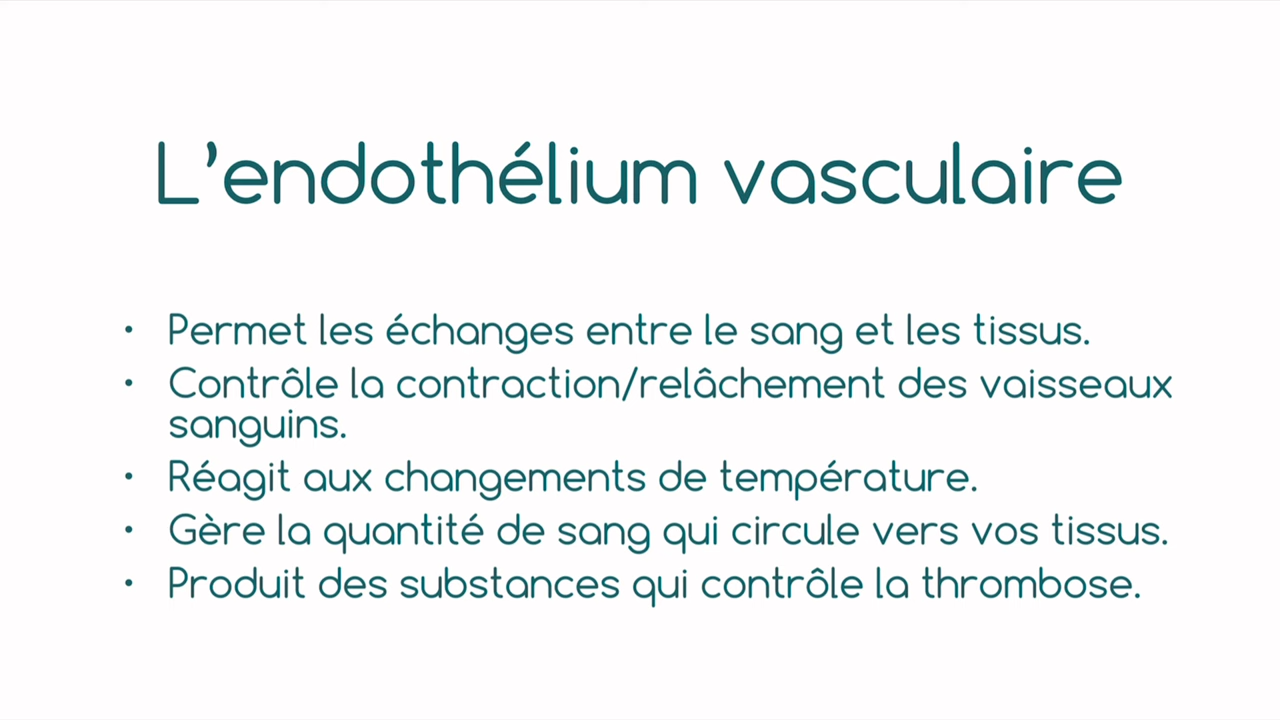 L’endothélium vasculaire
• Permet les échanges entre le sang et les tissus.
• Contrôle la contraction/relâchement des vaisseaux
sanguins.
• Réagit aux changements de température.
• Gère la quantité de sang qui circule vers vos tissus.
• Produit des substances qui contrôle la thrombose.